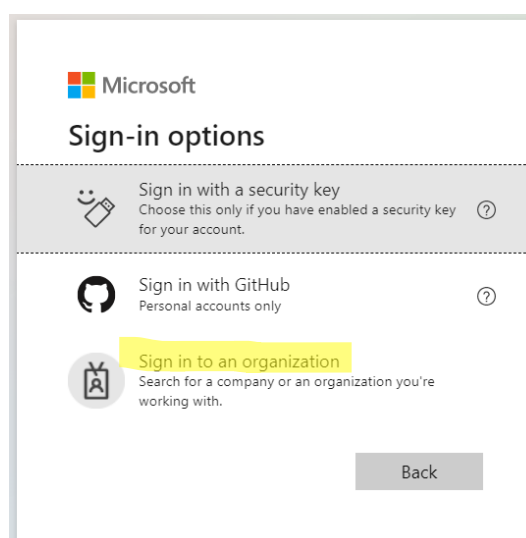 Microsoft
Sign-in options
Sign in with a security key
Choose this only if you have enabled a security key
for your account.
Sign in with GitHub
Personal accounts only
Sign in to an organization
Search for a company or an organization you're
working with.
Back